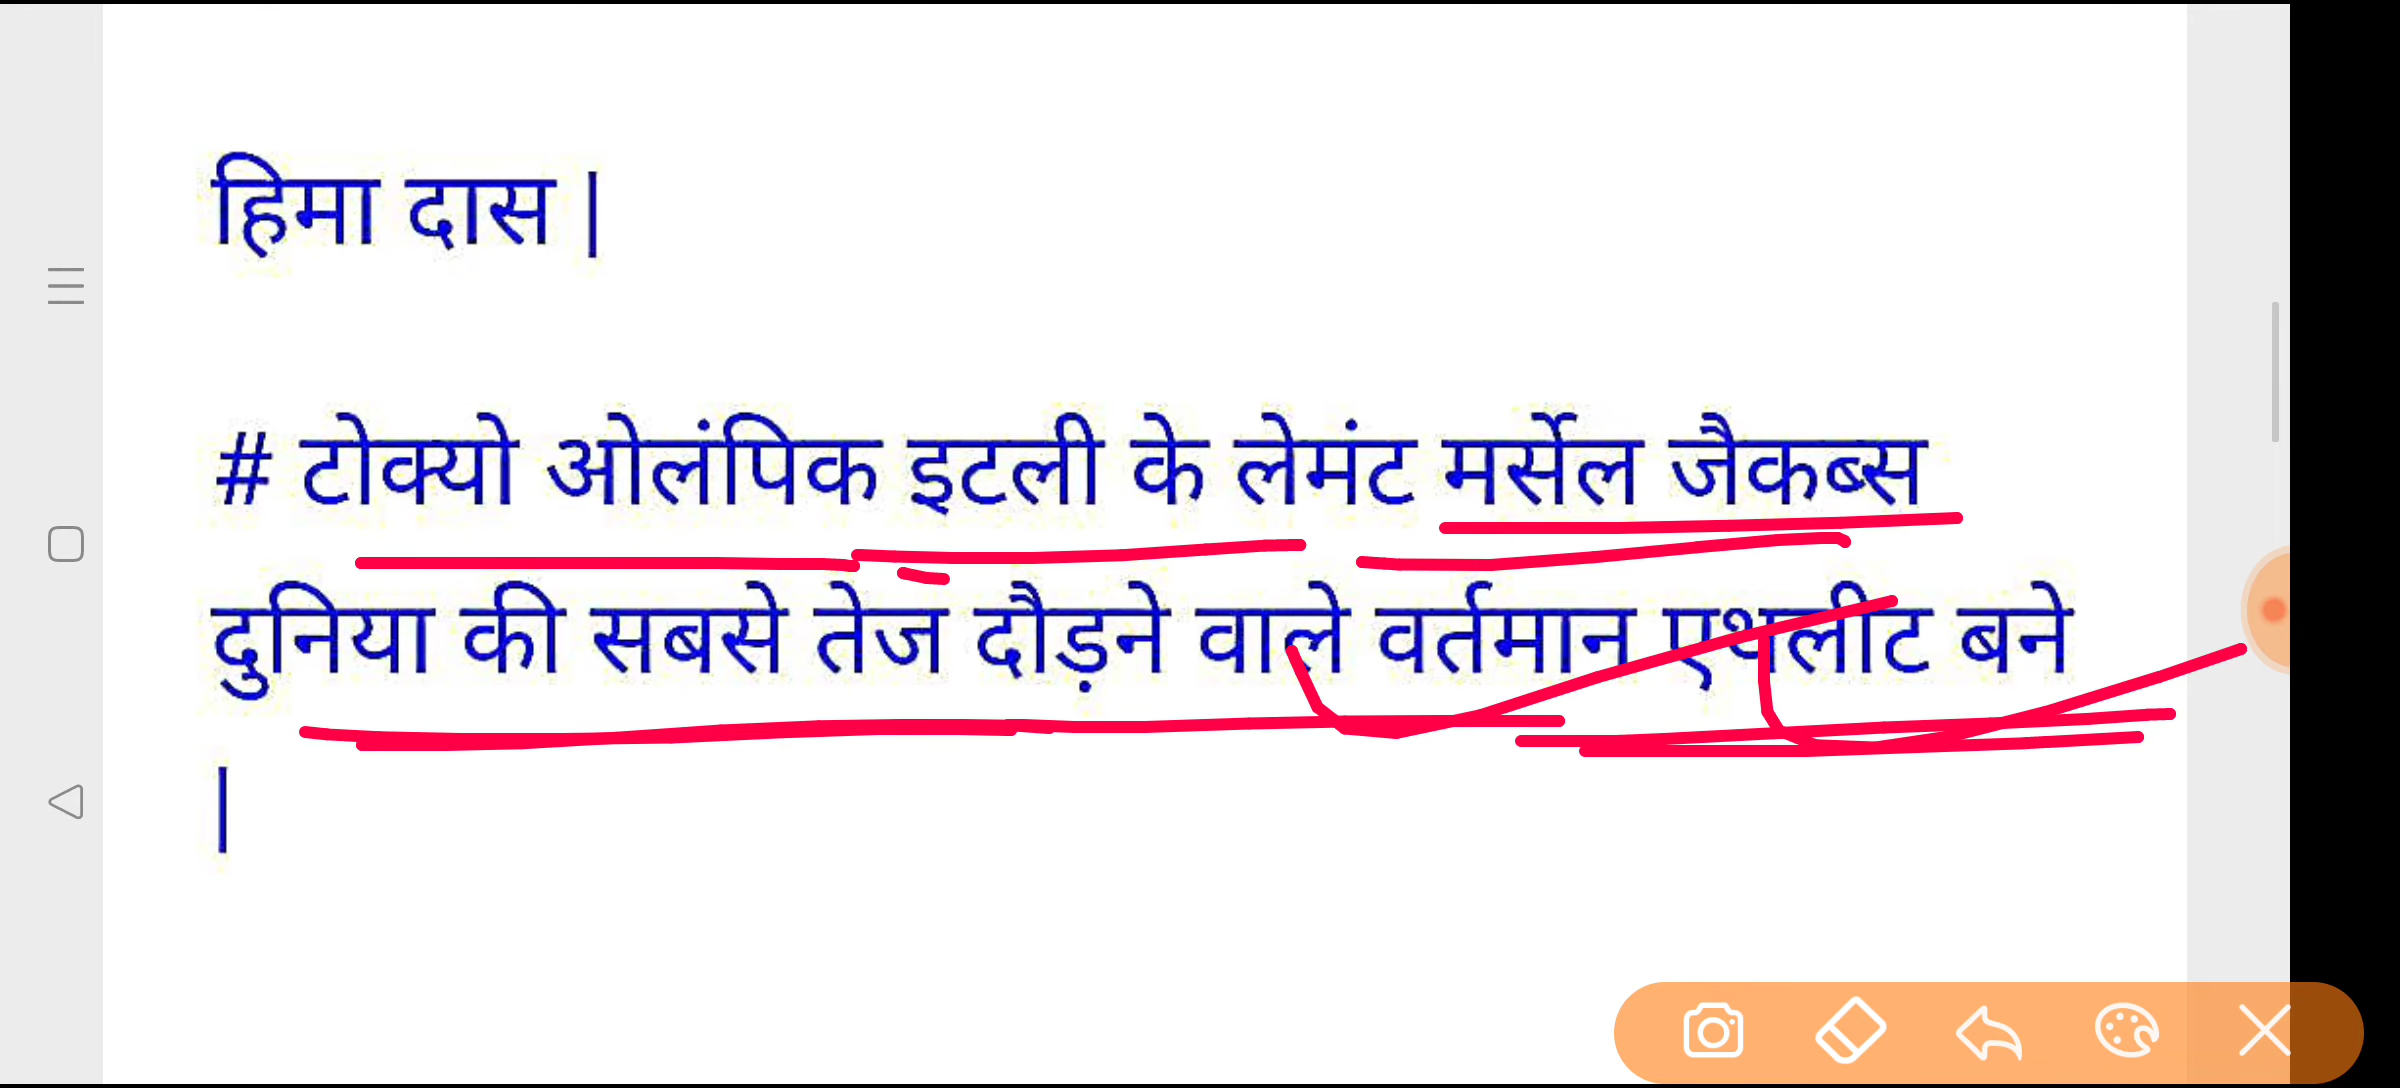 हिमा दास |
# टोक्यो ओलंपिक इटली के लेमंट मर्सेल जैकब्स
दुनिया की सबसे तेज दौड़ने वाले वर्तमान एथलीट बने
|